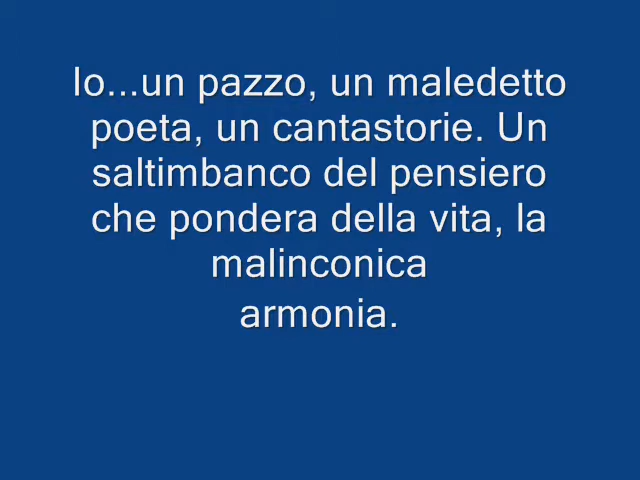 Io...un pazzo, un maledetto
poeta, un cantastorie. Un
saltimbanco del pensiero
che pondera della vita, la
malinconica
armonia.